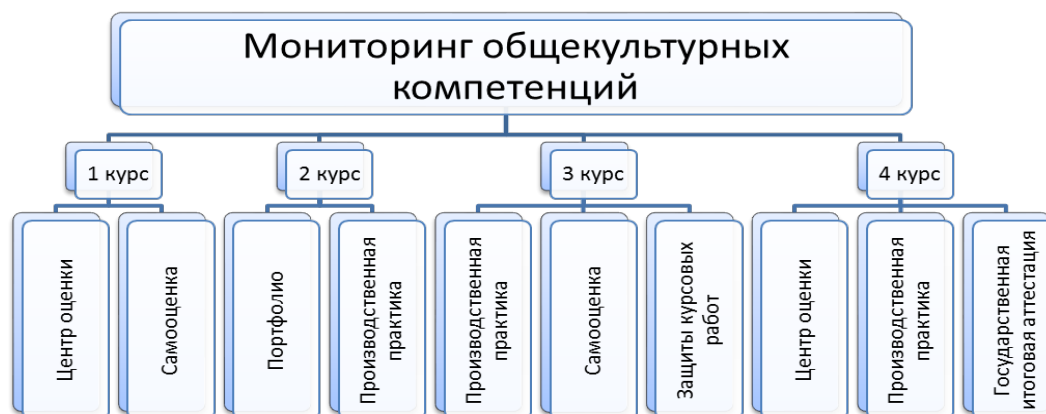 Мониторинг общекультурных
компетенций
1 курс
2 курс
3 курс
4 курс
Центр оценки
Самооценка
Портфолио
Производственная
практика
Производственная
практика
Самооценка
Защиты курсовых
работ
Центр оценки
Производственная
практика
Государственная
итоговая аттестация